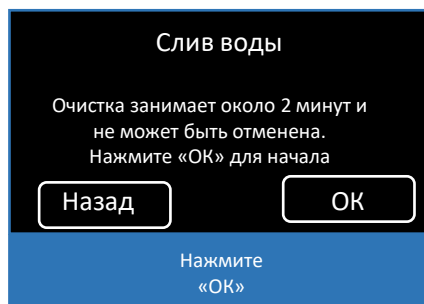 Слив воды
Очистка занимает около 2 минут и
не может быть отменена.
Нажмите «ОК» для начала
Назад
ОК
Нажмите
«ОК»